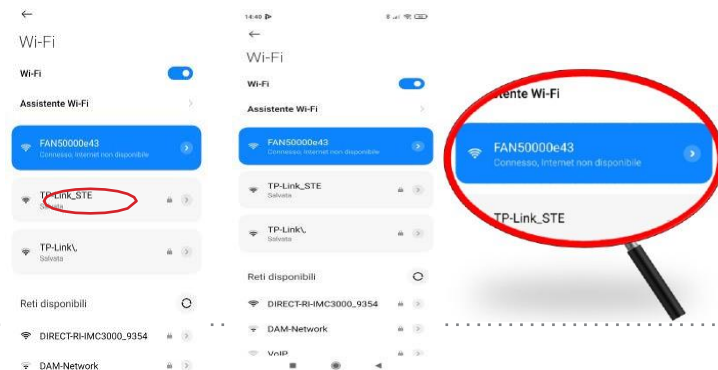 Wi-Fi
Wi-Fi
Assistente Wi-Fi
FAN50000e43
Connesso, Internet non disponibile
TP-Link_STE
Salvata
TP-Link\,
Salvata
Reti disponibili
DIRECT-RI-IMC3000_9354
DAM-Network
14:40
Wi-Fi
Wi-Fi
Assistente Wi-Fi
FAN50000e43
Connesso, Internet non disponibile
TP-Link_STE
Salvata
TP-Link\,
Salvata
Reti disponibili
DIRECT-RI-IMC3000_9354
DAM-Network
VoIP
tente Wi-Fi
FAN50000e43
Connesso, Internet non disponibile
TP-Link_STE